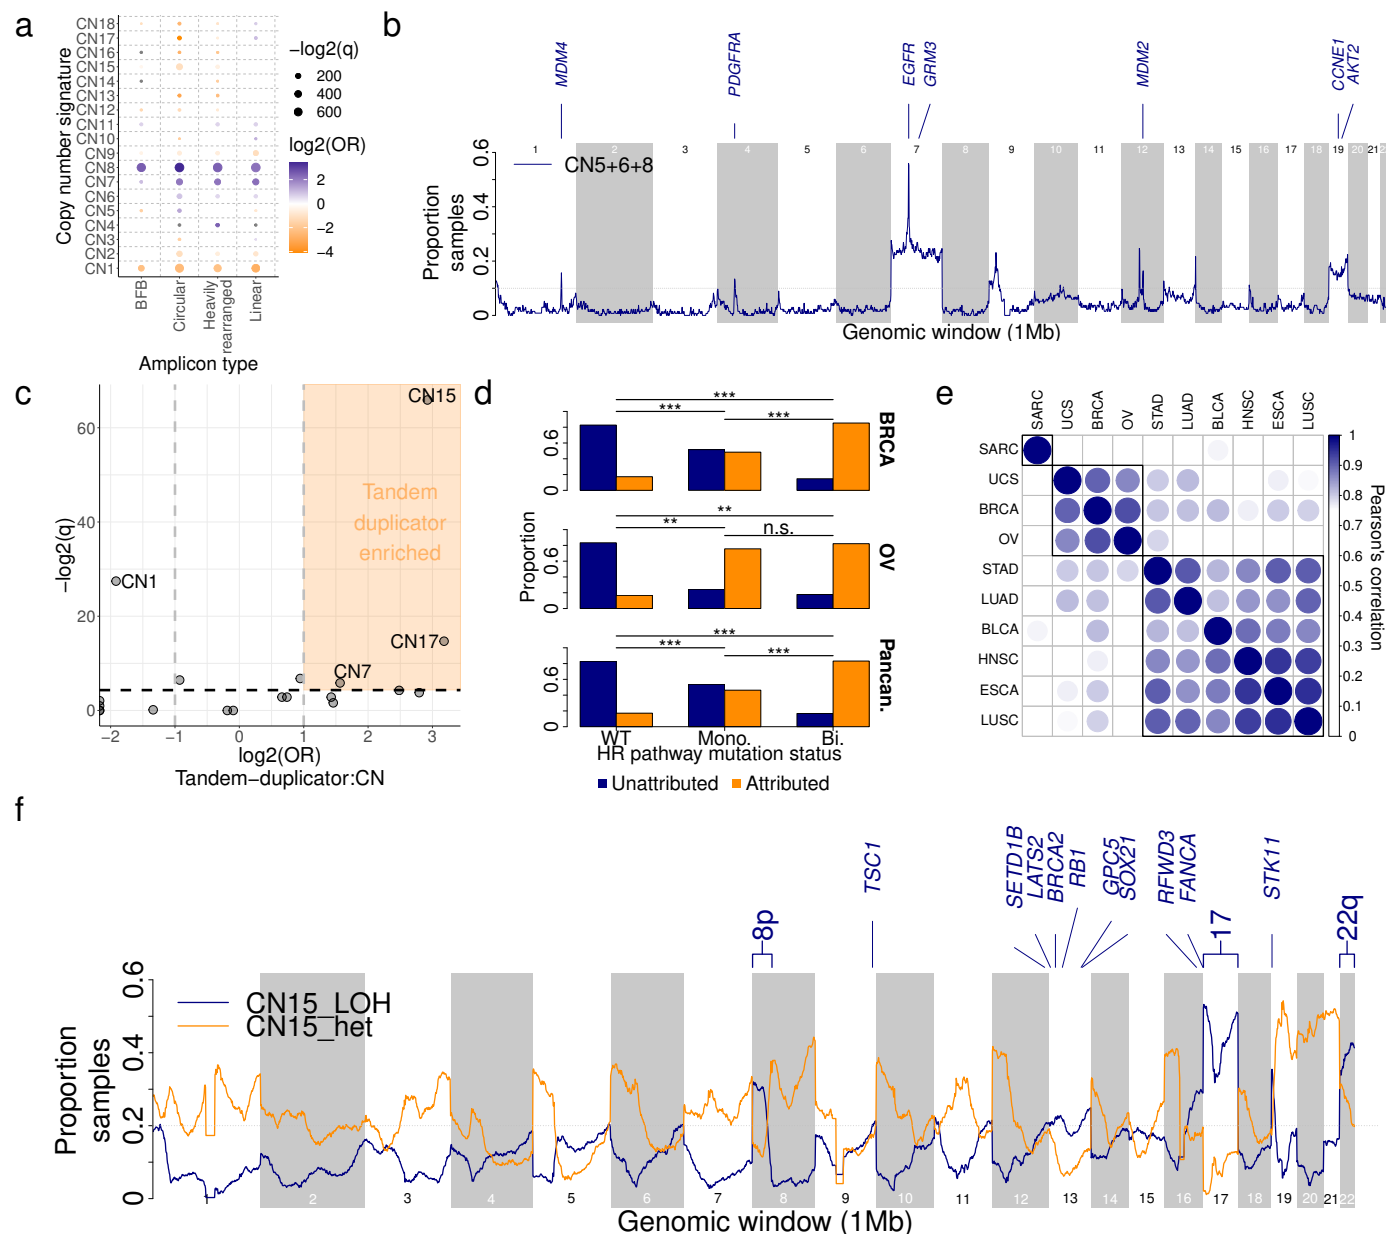 a
Copy number signature
CN18
CN17
CN16
CN15
CN14
CN13
CN12
CN11
CN10
CN9
CN8
CN7
CN6
CN5
CN4
CN3
CN2
CN1
BFB
Circular
Heavily
rearranged
Linear
Amplicon type
−log2(q)
200
400
600
log2(OR)
2
0
−2
−4
b
MDM4
PDGFRA
EGFR
GRM3
MDM2
CCNE1
AKT2
1 2 3 4 5 6 7 8 9 10 11 12 13 14 15 16 17 18 19 20 21 2
CN5+6+8
Proportion
samples
0.6
0.4
0.2
0
Genomic window (1Mb)
c
−log2(q)
60
40
20
0
CN15
Tandem
duplicator
enriched
CN1
CN17
CN7
−2 −1 0 1 2 3
log2(OR)
Tandem−duplicator:CN
d
Proportion
***
*** ***
0.6
0
BRCA
**
** n.s.
0.6
0
OV
***
*** ***
0.6
0
Pancan.
WT Mono. Bi.
HR pathway mutation status
Unattributed Attributed
e
SARC UCS BRCA OV STAD LUAD BLCA HNSC ESCA LUSC
SARC
UCS
BRCA
OV
STAD
LUAD
BLCA
HNSC
ESCA
LUSC
1
0.9
0.8
0.7
0.6
0.5
0.4
0.3
0.2
0.1
0
Pearson's correlation
f
8p
TSC1
SETD1B
LATS2
BRCA2
RB1
GPC5
SOX21
RFWD3
FANCA
17
STK11
22q
CN15_LOH
CN15_het
Proportion
samples
0.6
0.4
0.2
0
1 2 3 4 5 6 7 8 9 10 11 12 13 14 15 16 17 18 19 20 21 22
Genomic window (1Mb)